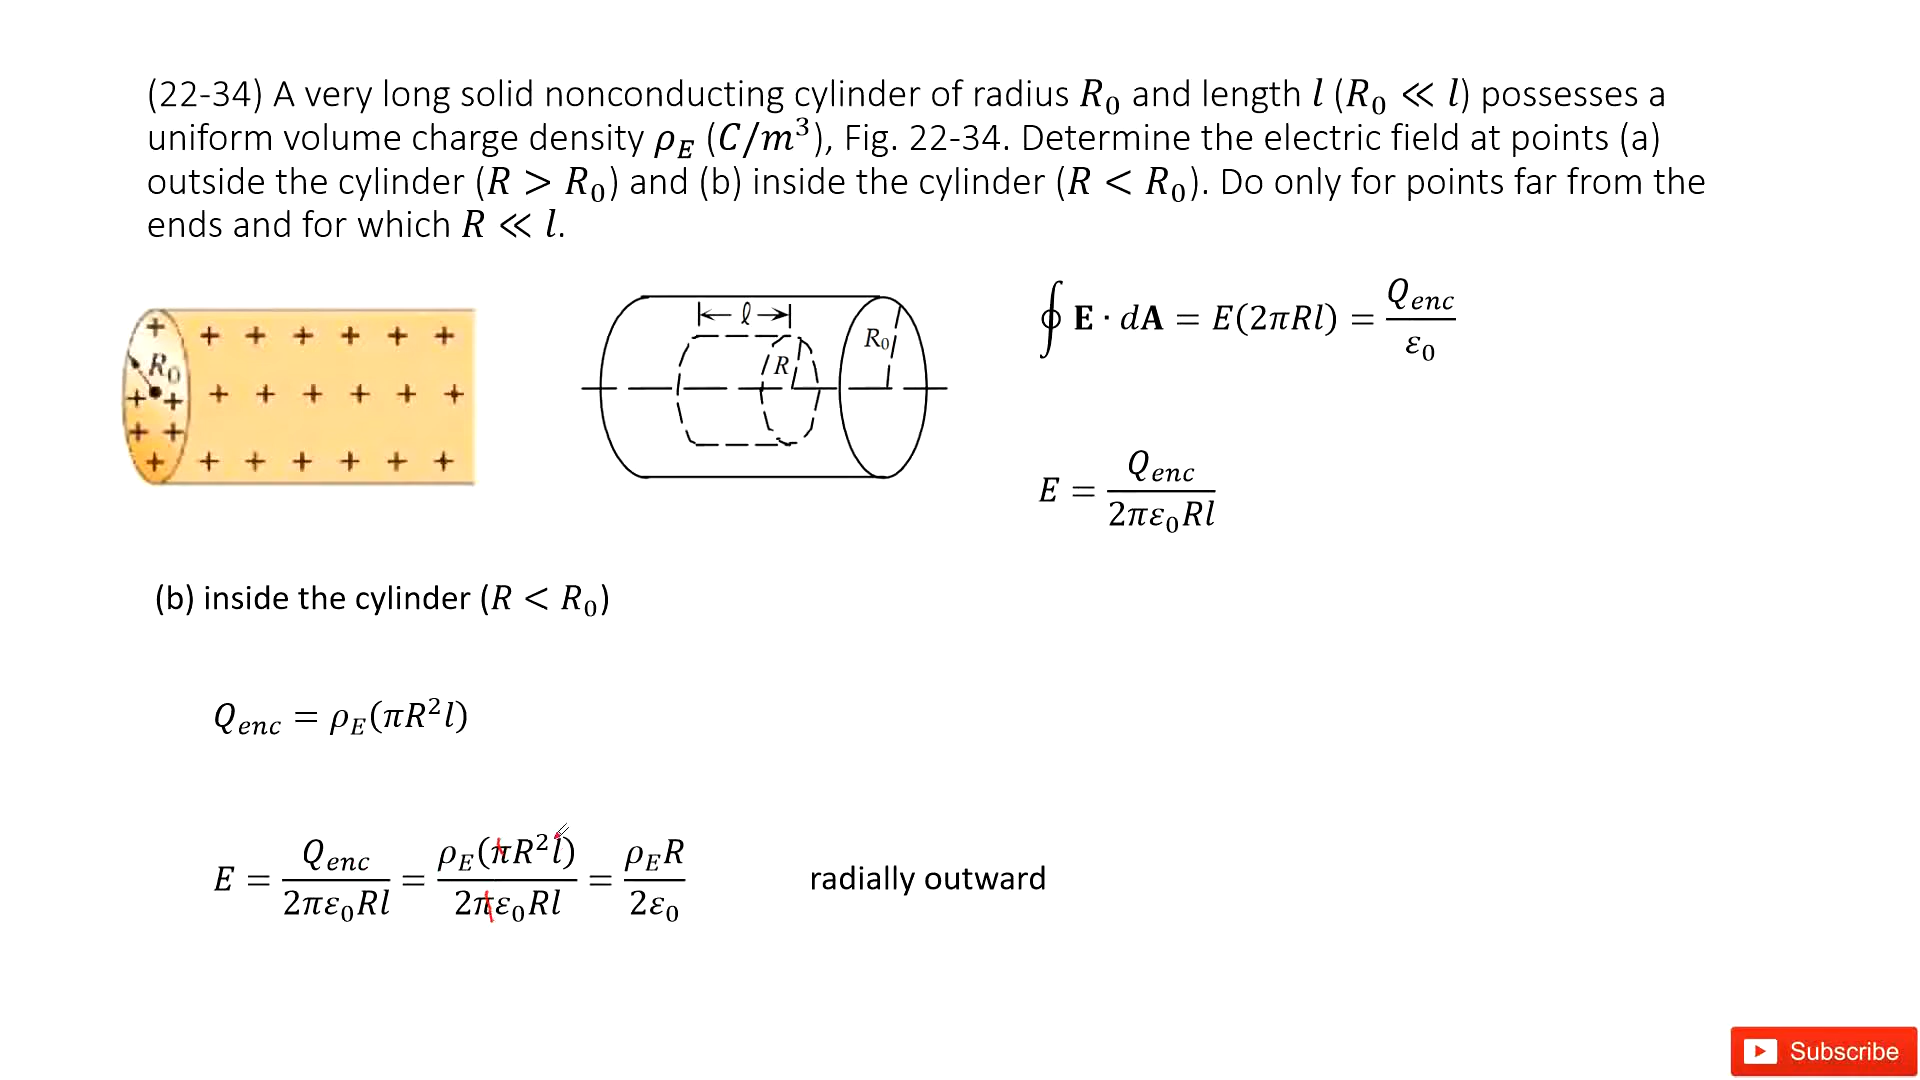 (22-34) A very long solid nonconducting cylinder of radius R₀ and length l (R₀ ≪ l) possesses a
uniform volume charge density ρ_E (C/m³), Fig. 22-34. Determine the electric field at points (a)
outside the cylinder (R > R₀) and (b) inside the cylinder (R < R₀). Do only for points far from the
ends and for which R ≪ l.
R₀
ℓ
R
R₀
∮ E · dA = E(2πRl) = Q_enc / ε₀
E = Q_enc / 2πε₀Rl
(b) inside the cylinder (R < R₀)
Q_enc = ρ_E(πR²l)
E = Q_enc / 2πε₀Rl = ρ_E(πR²l) / 2πε₀Rl = ρ_E R / 2ε₀ radially outward
Subscribe